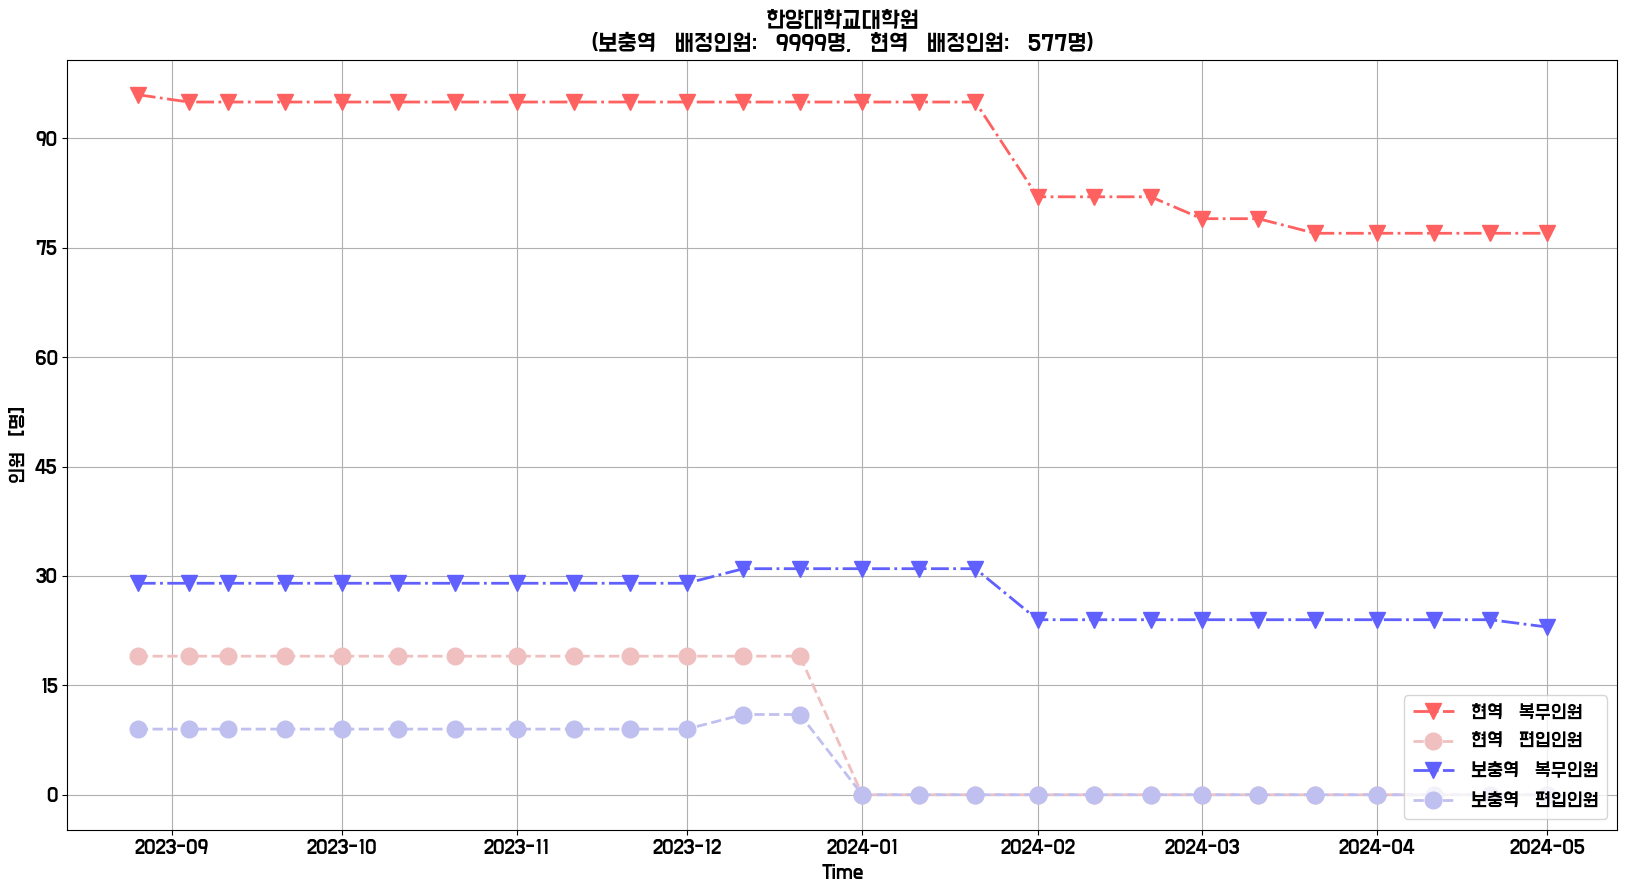 한양대학교대학원
(보충역 배정인원: 9999명, 현역 배정인원: 577명)
인원 [명]
90
75
60
45
30
15
0
현역 복무인원
현역 편입인원
보충역 복무인원
보충역 편입인원
2023-09 2023-10 2023-11 2023-12 2024-01 2024-02 2024-03 2024-04 2024-05
Time